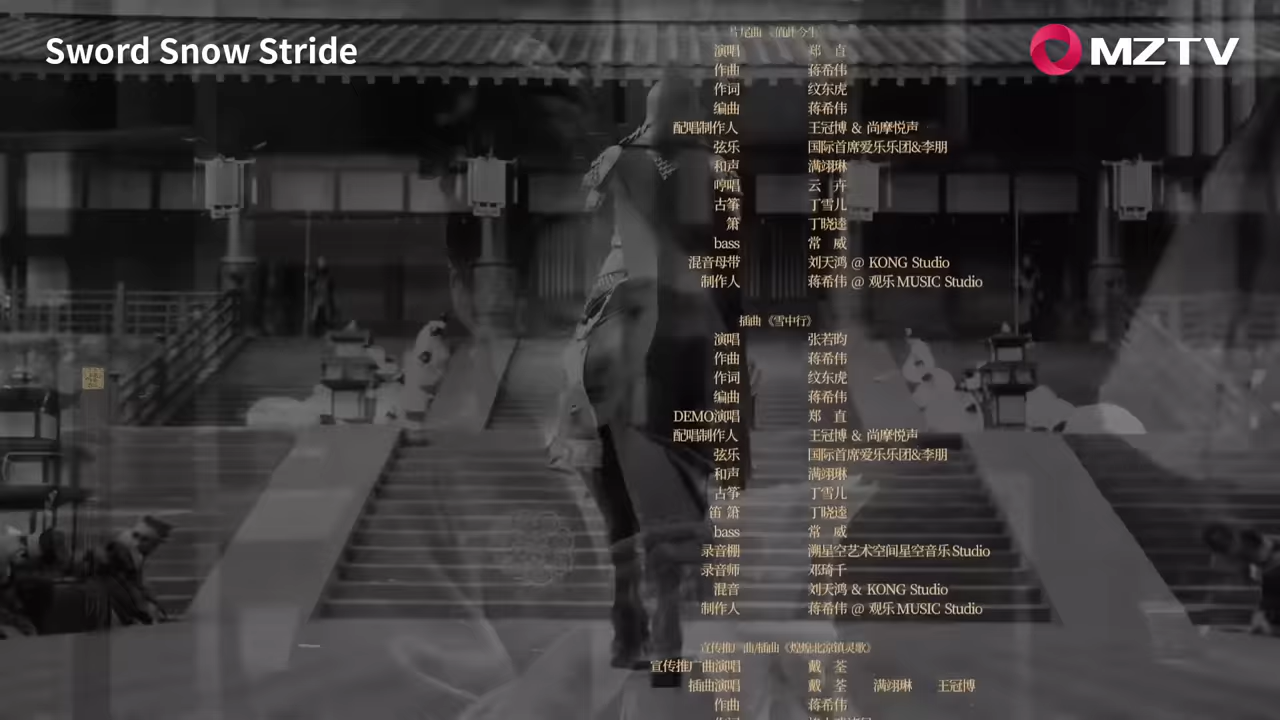 Sword Snow Stride
MZTV
片尾曲《值此今生
演唱 郑 直
作曲 蒋希伟
作词 纹东虎
编曲 蒋希伟
配唱制作人 王冠博 & 尚摩悦声
弦乐 国际首席爱乐乐团&李朋
和声 满翊琳
哼唱 云 卉
古筝 丁雪儿
箫 丁晓逵
bass 常 威
混音母带 刘天鸿 @ KONG Studio
制作人 蒋希伟 @ 观乐 MUSIC Studio
插曲《雪中行》
演唱 张若昀
作曲 蒋希伟
作词 纹东虎
编曲 蒋希伟
DEMO演唱 郑 直
配唱制作人 王冠博 & 尚摩悦声
弦乐 国际首席爱乐乐团&李朋
和声 满翊琳
古筝 丁雪儿
笛 箫 丁晓逵
bass 常 威
录音棚 溯星空艺术空间星空音乐 Studio
录音师 邓琦千
混音 刘天鸿 & KONG Studio
制作人 蒋希伟 @ 观乐 MUSIC Studio
宣传推广曲/插曲《煌煌北凉镇灵歌》
宣传推广曲演唱 戴 荃
插曲演唱 戴 荃 满翊琳 王冠博
作曲 蒋希伟